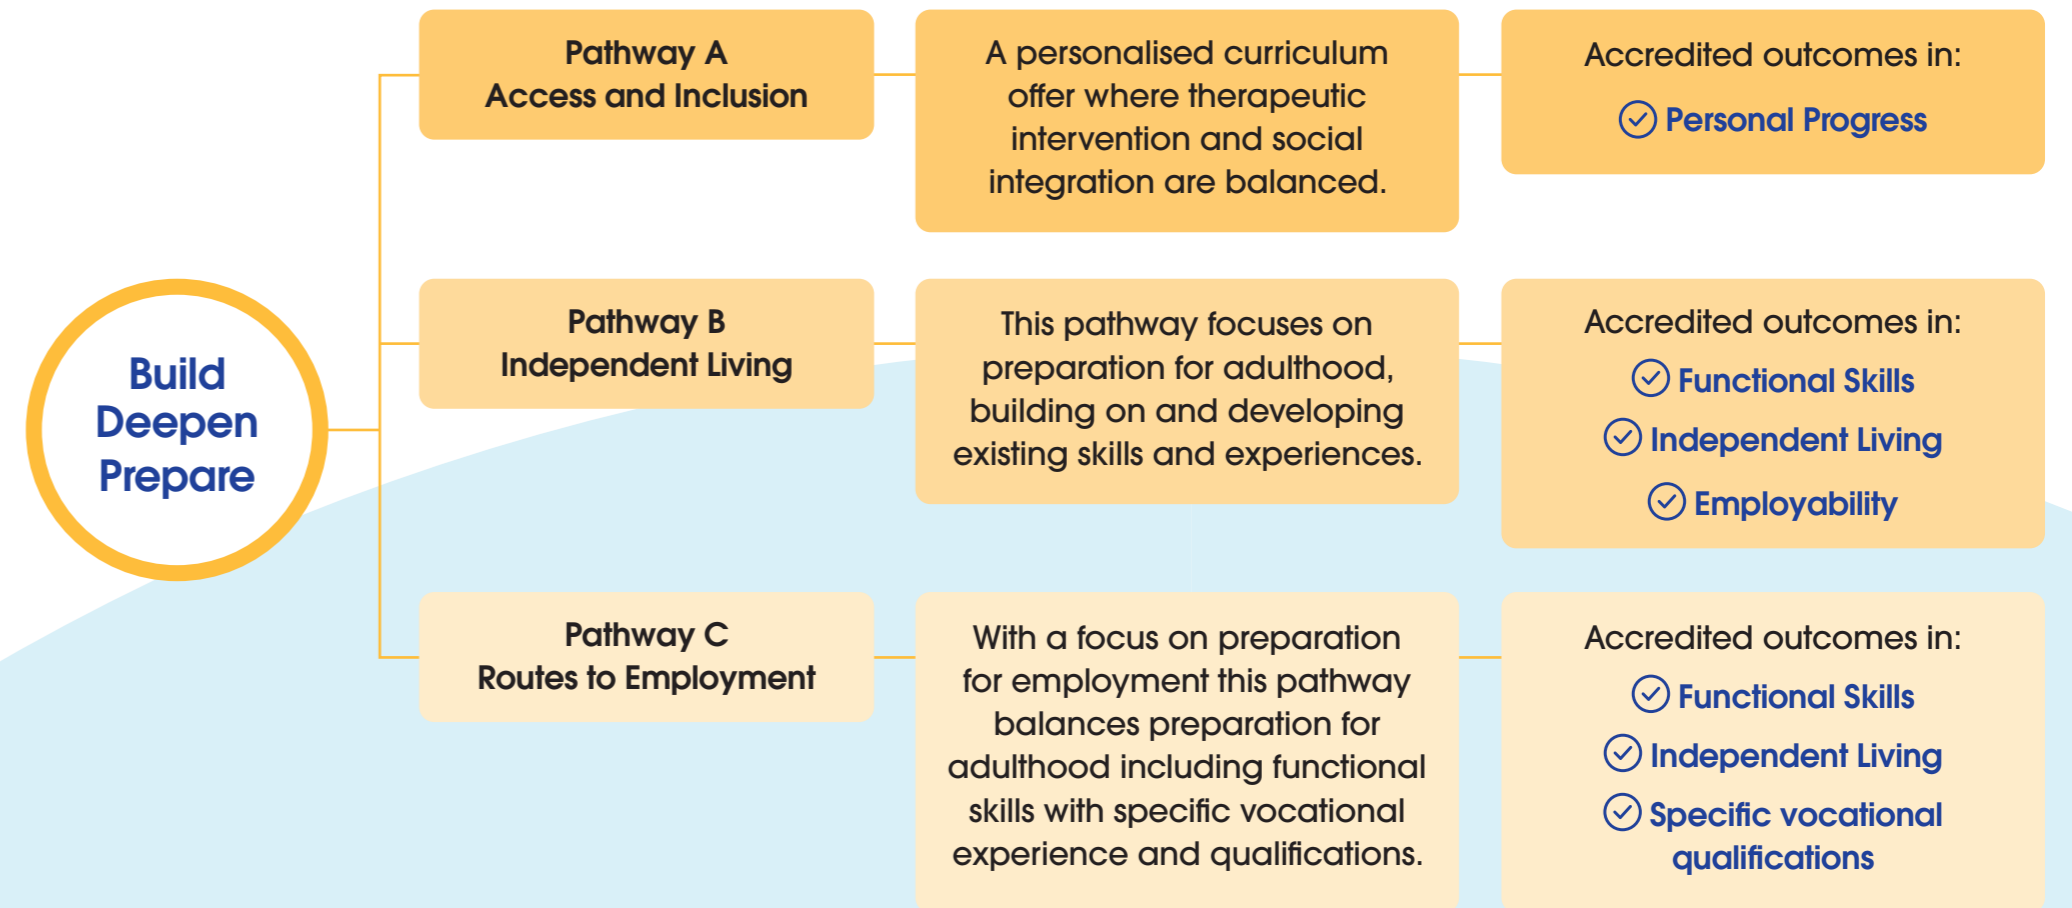 Build
Deepen
Prepare
Pathway A
Access and Inclusion
A personalised curriculum
offer where therapeutic
intervention and social
integration are balanced.
Accredited outcomes in:
Personal Progress
Pathway B
Independent Living
This pathway focuses on
preparation for adulthood,
building on and developing
existing skills and experiences.
Accredited outcomes in:
Functional Skills
Independent Living
Employability
Pathway C
Routes to Employment
With a focus on preparation
for employment this pathway
balances preparation for
adulthood including functional
skills with specific vocational
experience and qualifications.
Accredited outcomes in:
Functional Skills
Independent Living
Specific vocational
qualifications